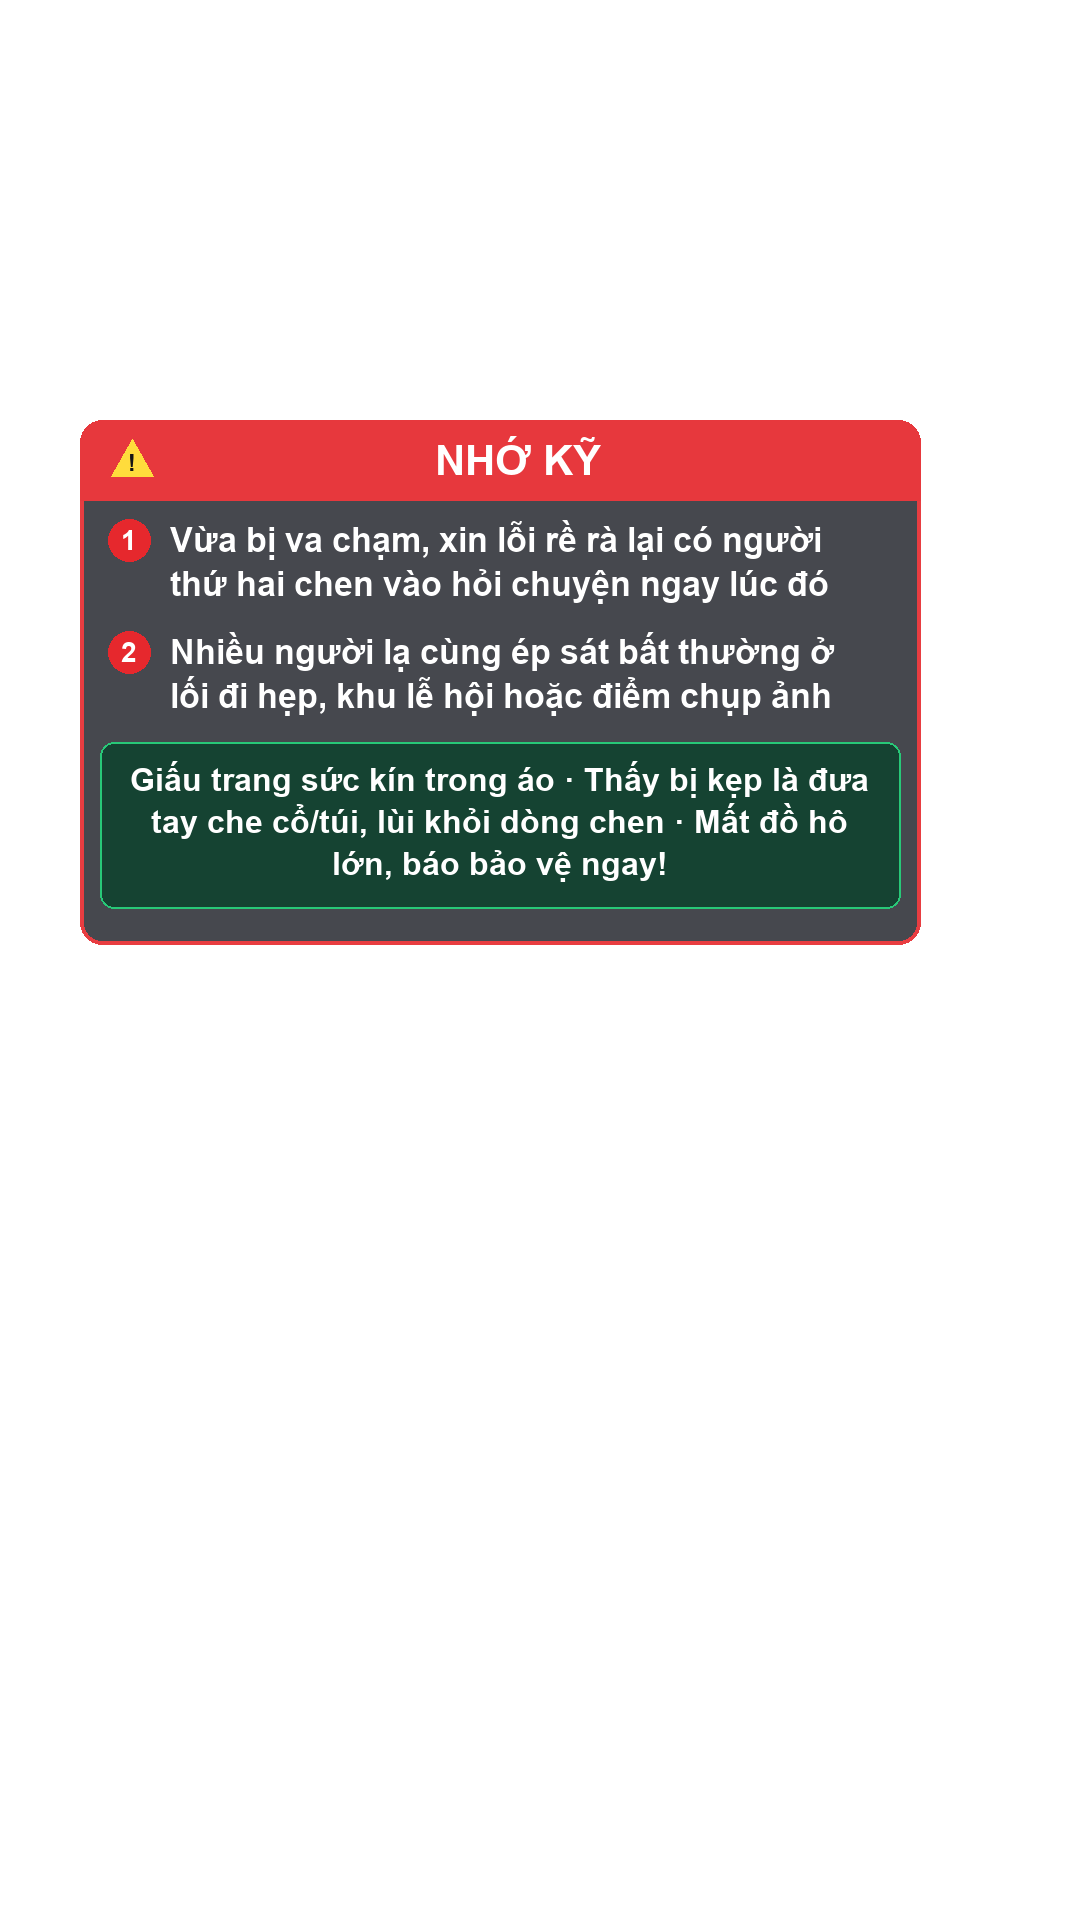 !
NHỚ KỸ
1 Vừa bị va chạm, xin lỗi rề rà lại có người
thứ hai chen vào hỏi chuyện ngay lúc đó
2 Nhiều người lạ cùng ép sát bất thường ở
lối đi hẹp, khu lễ hội hoặc điểm chụp ảnh
Giấu trang sức kín trong áo · Thấy bị kẹp là đưa
tay che cổ/túi, lùi khỏi dòng chen · Mất đồ hô
lớn, báo bảo vệ ngay!